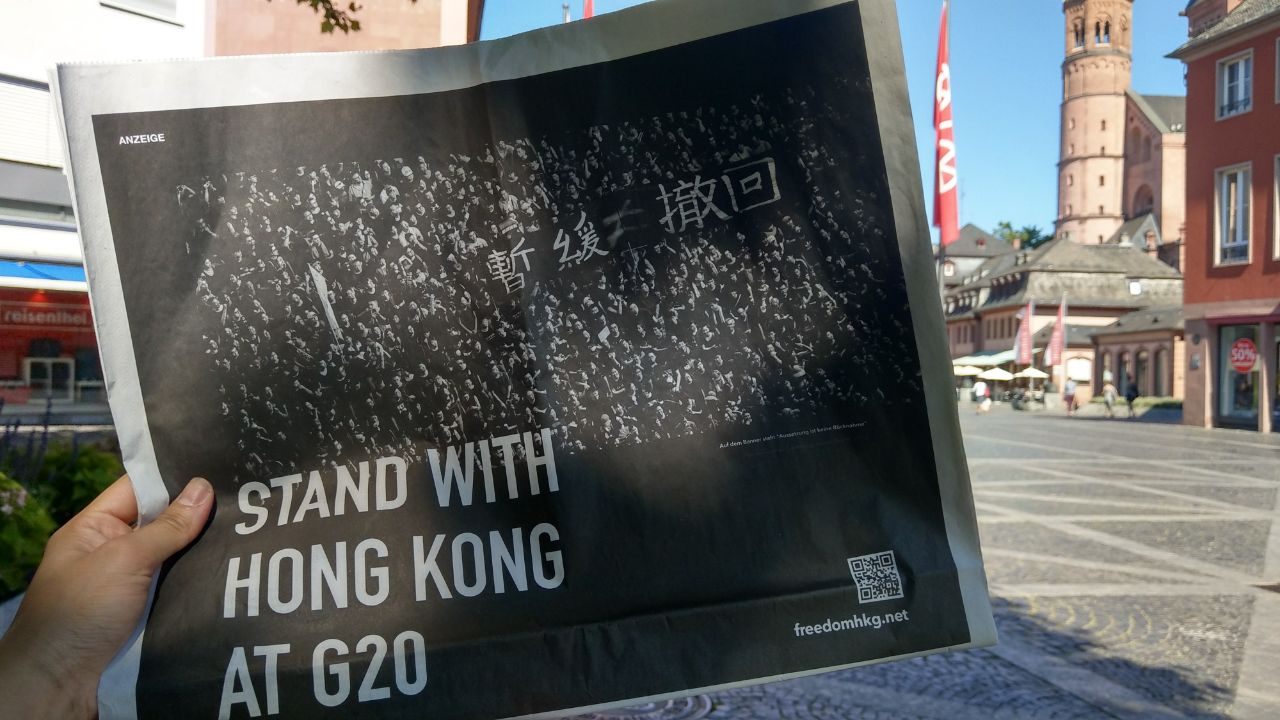 ANZEIGE
暫緩≠撤回
Auf dem Banner steht "Aussetzung ist keine Rücknahme"
STAND WITH
HONG KONG
AT G20
freedomhkg.net
reisenthel
50%